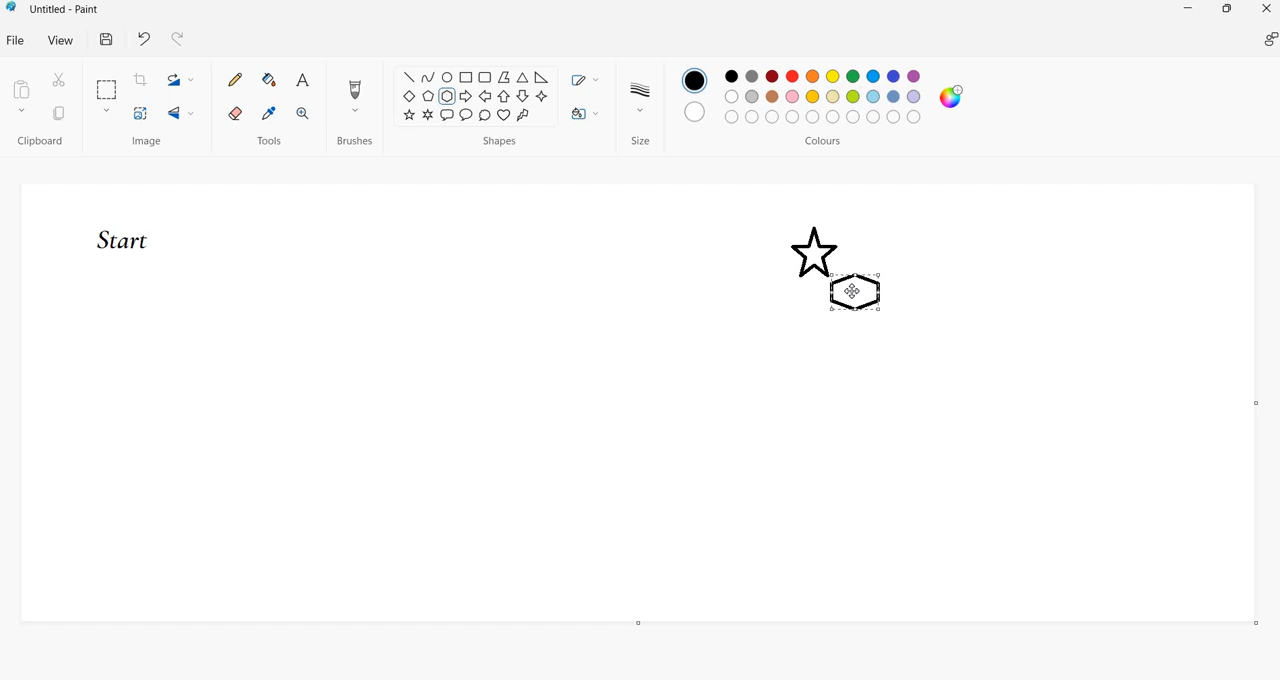 Untitled - Paint
File View
Clipboard Image Tools Brushes Shapes Size Colours
Start